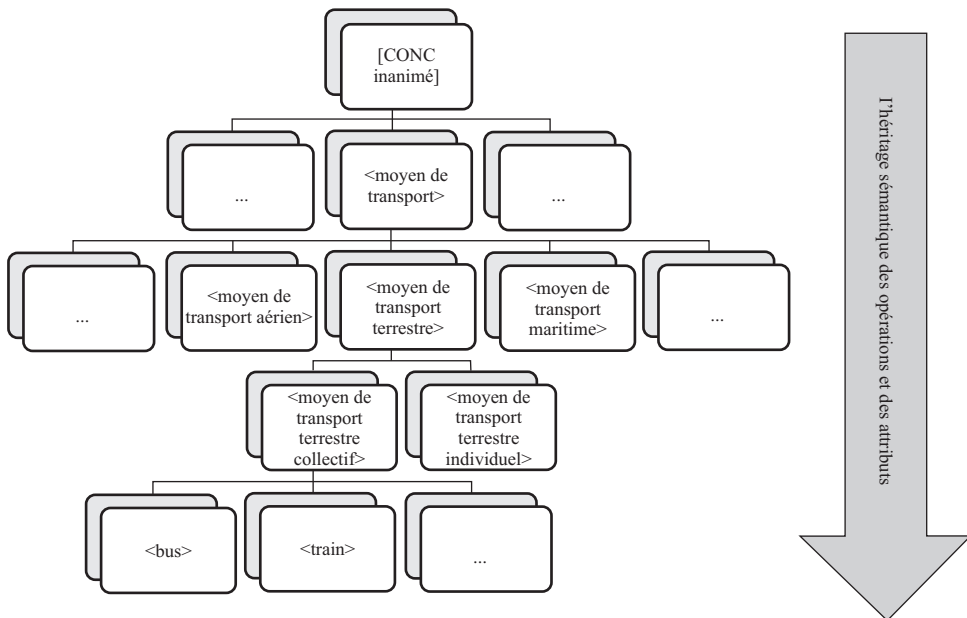 [CONC
inanimé]
...
<moyen de
transport>
...
...
<moyen de
transport aérien>
<moyen de
transport
terrestre>
<moyen de
transport
maritime>
...
<moyen de
transport
terrestre
collectif>
<moyen de
transport
terrestre
individuel>
<bus>
<train>
...
l’héritage sémantique des opérations et des attributs